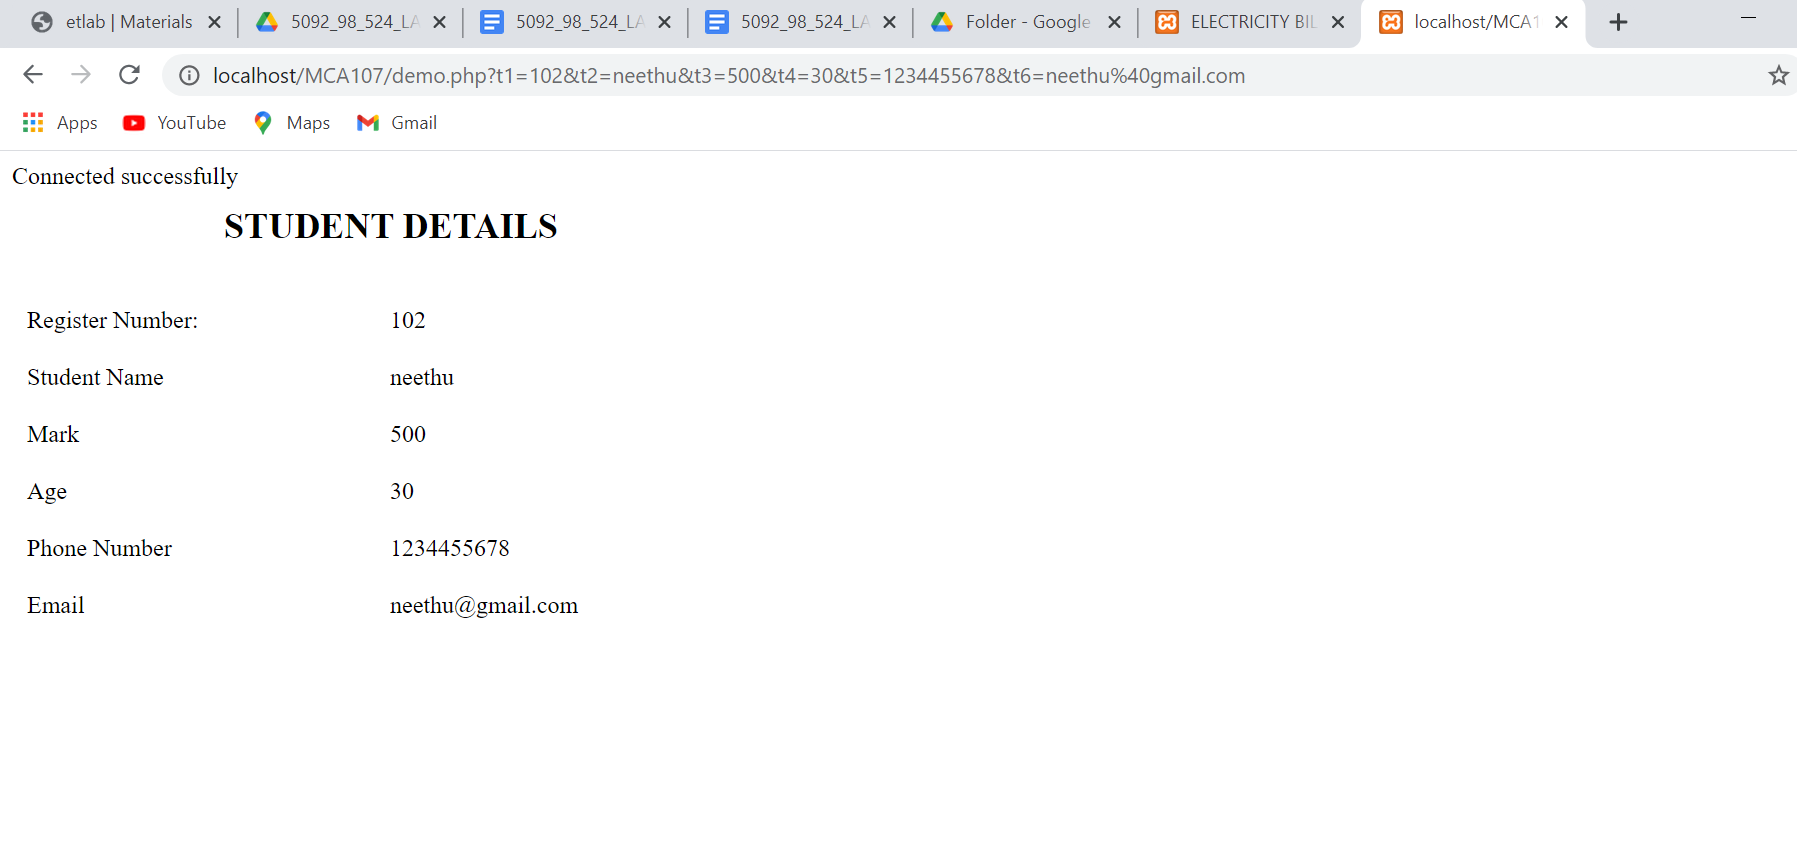 etlab | Materials
5092_98_524_LA
5092_98_524_LA
5092_98_524_LA
Folder - Google
ELECTRICITY BIL
localhost/MCA1
localhost/MCA107/demo.php?t1=102&t2=neethu&t3=500&t4=30&t5=1234455678&t6=neethu%40gmail.com
Apps YouTube Maps Gmail
Connected successfully
STUDENT DETAILS
Register Number: 102
Student Name neethu
Mark 500
Age 30
Phone Number 1234455678
Email neethu@gmail.com